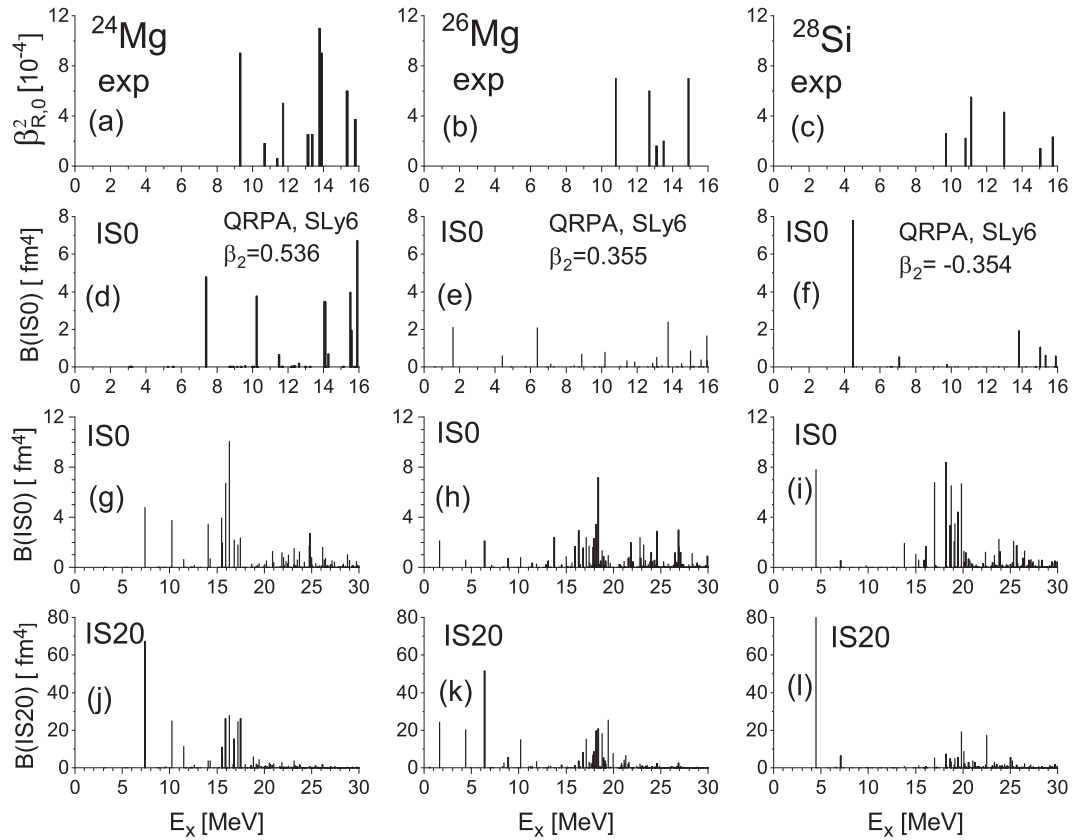 ²⁴Mg
exp
(a)
β²R,0 [10⁻⁴]
12
8
4
0
0 2 4 6 8 10 12 14 16
²⁶Mg
exp
(b)
12
8
4
0
0 2 4 6 8 10 12 14 16
²⁸Si
exp
(c)
12
8
4
0
0 2 4 6 8 10 12 14 16
IS0
QRPA, SLy6
β₂=0.536
(d)
B(IS0) [ fm⁴]
8
6
4
2
0
0 2 4 6 8 10 12 14 16
IS0
QRPA, SLy6
β₂=0.355
(e)
8
6
4
2
0
0 2 4 6 8 10 12 14 16
IS0
QRPA, SLy6
β₂= -0.354
(f)
8
6
4
2
0
0 2 4 6 8 10 12 14 16
IS0
(g)
B(IS0) [ fm⁴]
12
8
4
0
0 5 10 15 20 25 30
IS0
(h)
12
8
4
0
0 5 10 15 20 25 30
IS0
(i)
12
8
4
0
0 5 10 15 20 25 30
IS20
(j)
B(IS20) [ fm⁴]
80
60
40
20
0
0 5 10 15 20 25 30
Eₓ [MeV]
IS20
(k)
80
60
40
20
0
0 5 10 15 20 25 30
Eₓ [MeV]
IS20
(l)
80
60
40
20
0
0 5 10 15 20 25 30
Eₓ [MeV]